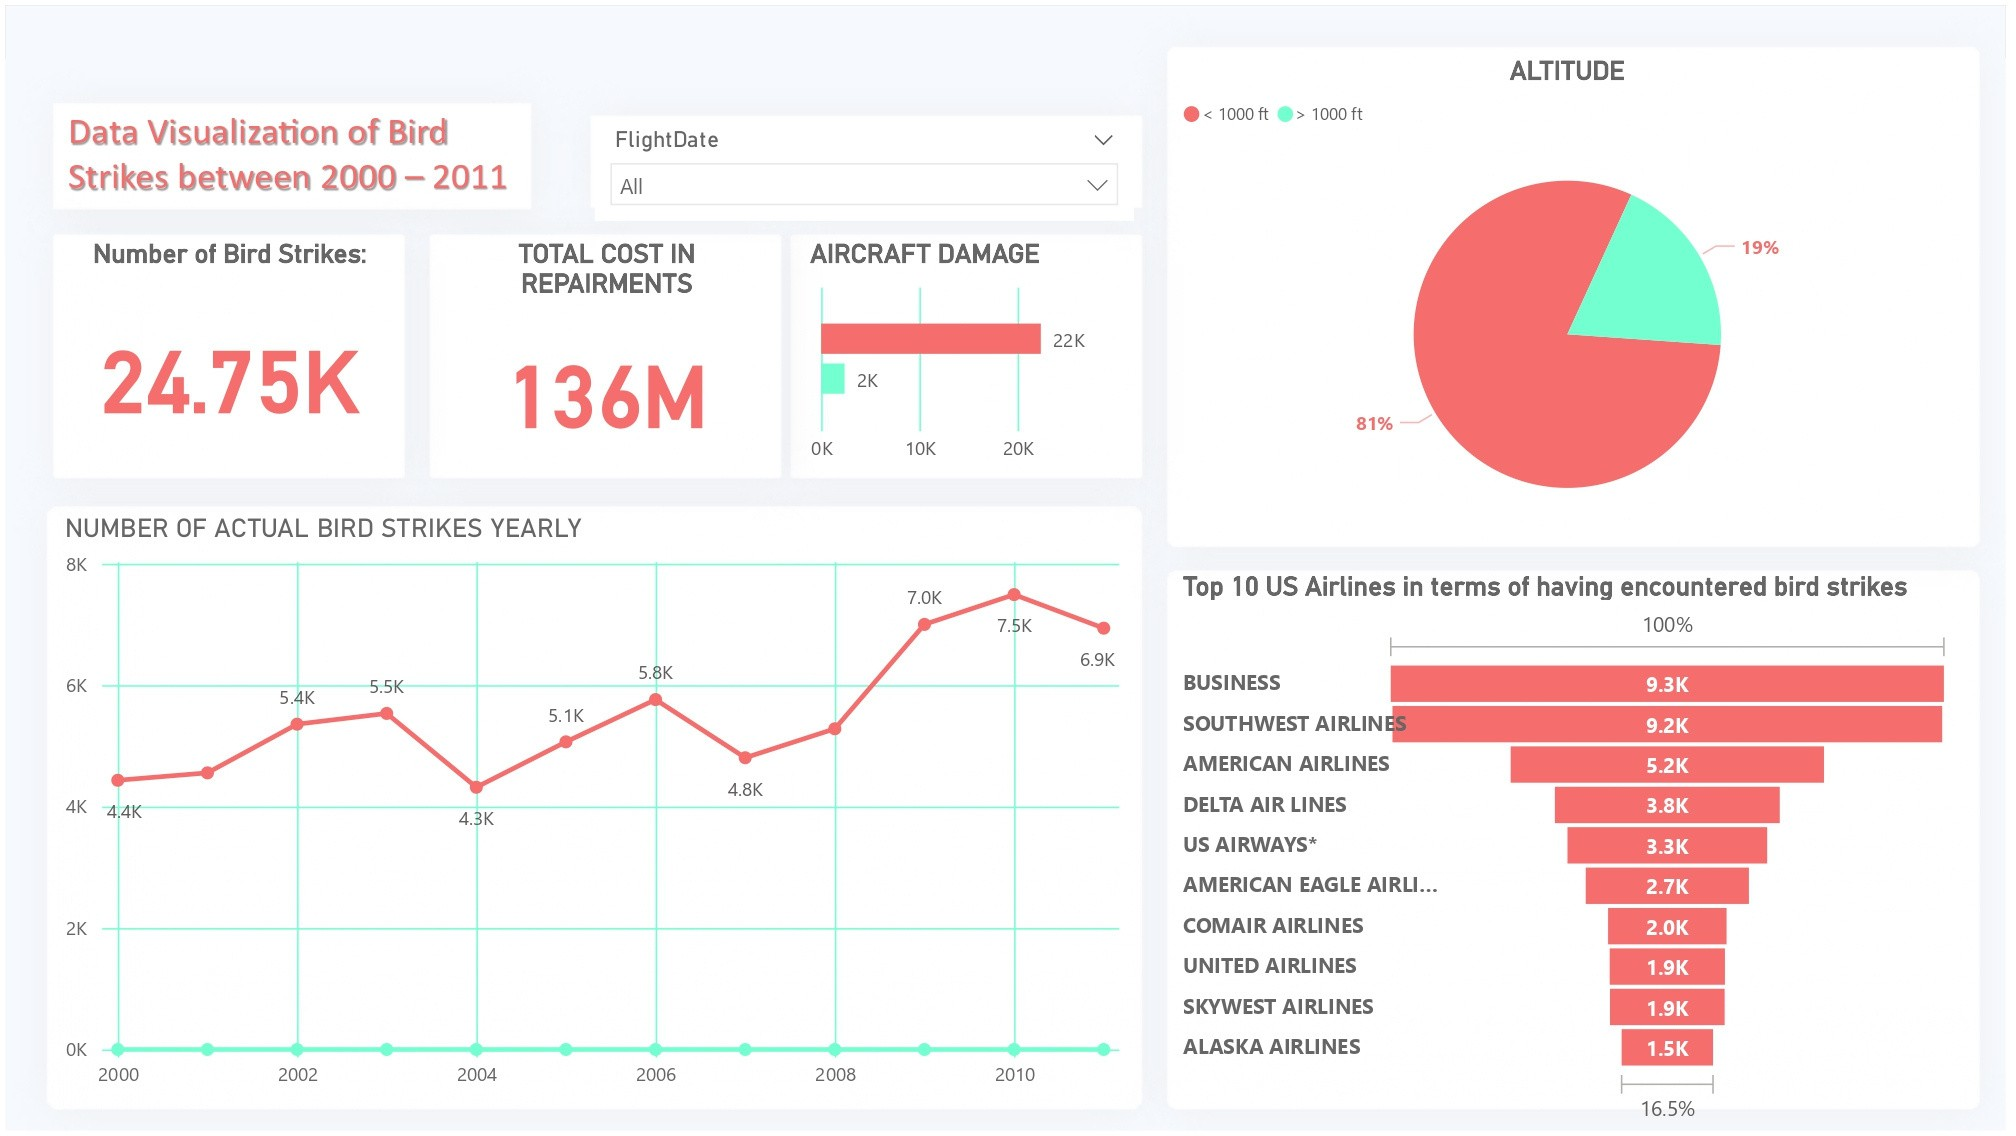 Data Visualization of Bird
Strikes between 2000 – 2011
FlightDate
All
Number of Bird Strikes:
24.75K
TOTAL COST IN
REPAIRMENTS
136M
AIRCRAFT DAMAGE
22K
2K
0K 10K 20K
NUMBER OF ACTUAL BIRD STRIKES YEARLY
8K
6K
4K
2K
0K
4.4K
5.4K
5.5K
4.3K
5.1K
5.8K
4.8K
7.0K
7.5K
6.9K
2000 2002 2004 2006 2008 2010
ALTITUDE
< 1000 ft > 1000 ft
19%
81%
Top 10 US Airlines in terms of having encountered bird strikes
100%
BUSINESS 9.3K
SOUTHWEST AIRLINES 9.2K
AMERICAN AIRLINES 5.2K
DELTA AIR LINES 3.8K
US AIRWAYS* 3.3K
AMERICAN EAGLE AIRLI... 2.7K
COMAIR AIRLINES 2.0K
UNITED AIRLINES 1.9K
SKYWEST AIRLINES 1.9K
ALASKA AIRLINES 1.5K
16.5%